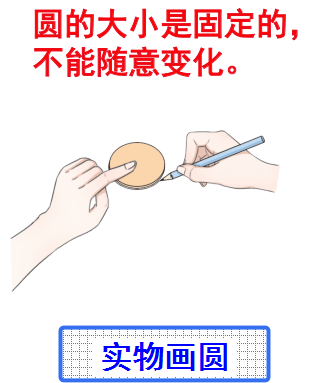 圆的大小是固定的，
不能随意变化。
实物画圆